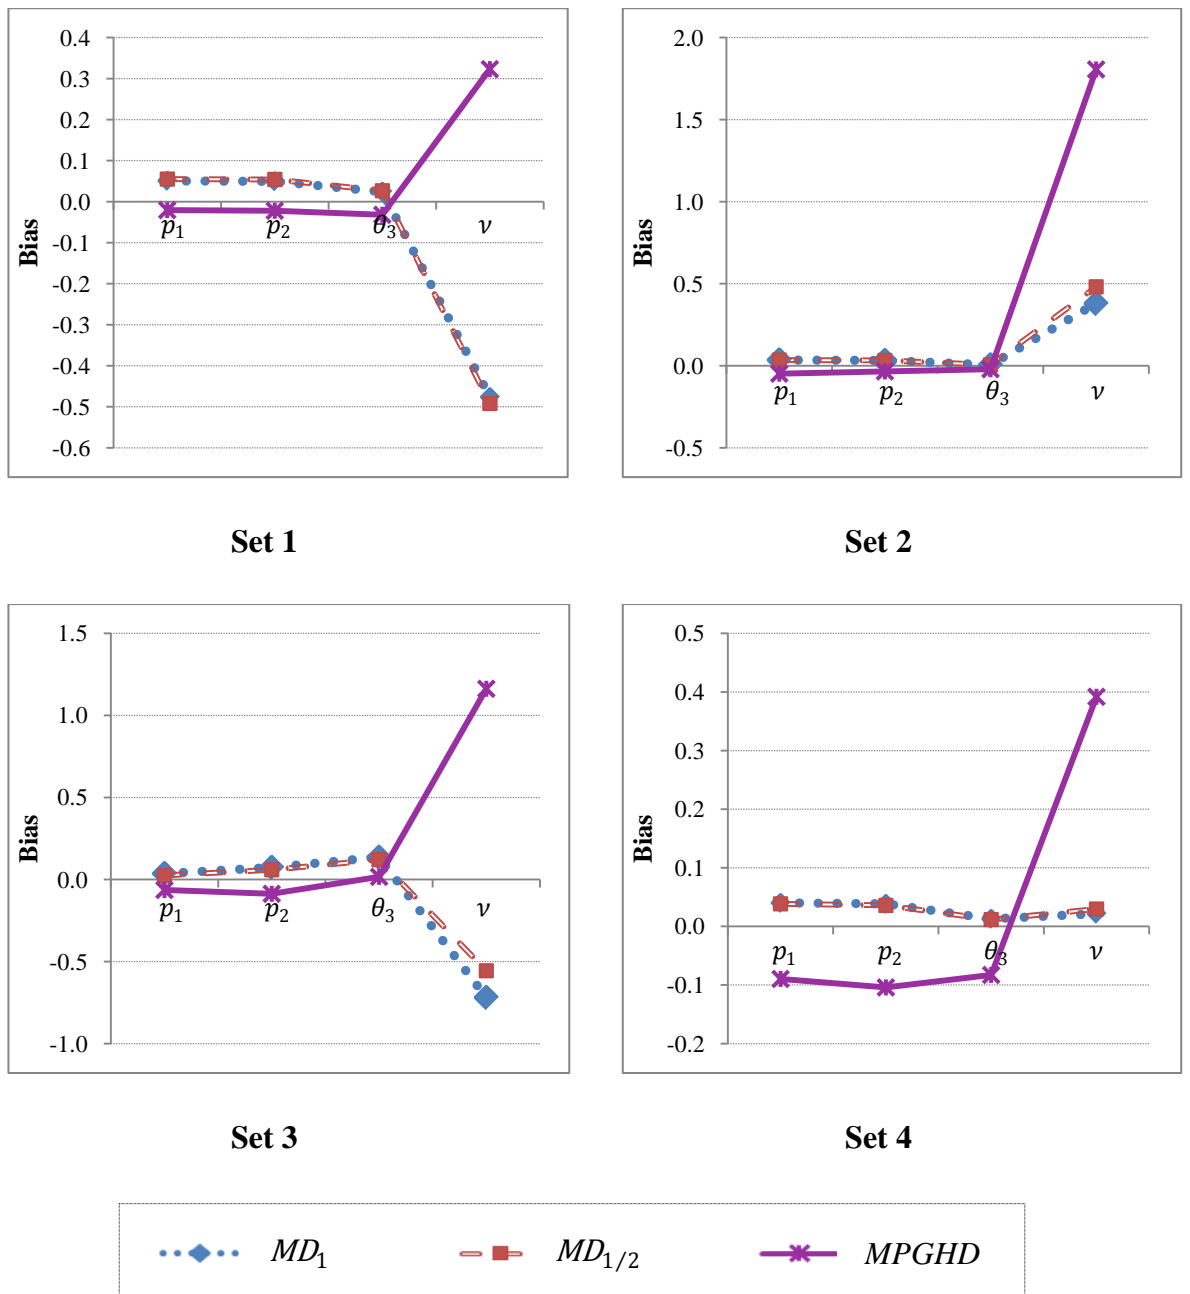 0.4
0.3
0.2
0.1
0.0
-0.1
-0.2
-0.3
-0.4
-0.5
-0.6
Bias
p₁ p₂ θ₃ ν
Set 1
2.0
1.5
1.0
0.5
0.0
-0.5
Bias
p₁ p₂ θ₃ ν
Set 2
1.5
1.0
0.5
0.0
-0.5
-1.0
Bias
p₁ p₂ θ₃ ν
Set 3
0.5
0.4
0.3
0.2
0.1
0.0
-0.1
-0.2
Bias
p₁ p₂ θ₃ ν
Set 4
MD₁ MD₁/₂ MPGHD